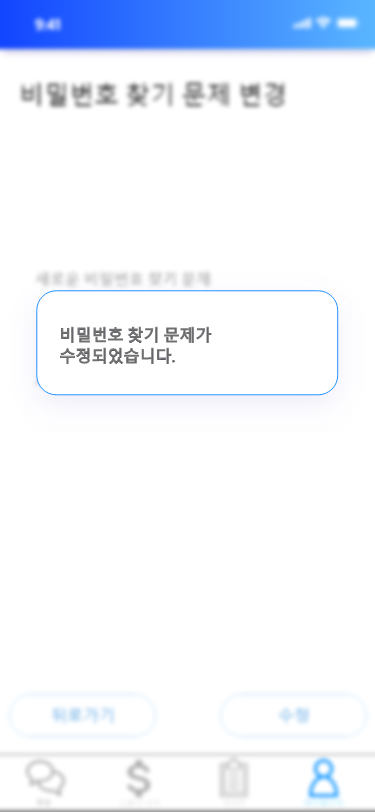 9:41
비밀번호 찾기 문제 변경
새로운 비밀번호 찾기 문제
비밀번호 찾기 문제가
수정되었습니다.
뒤로가기
수정